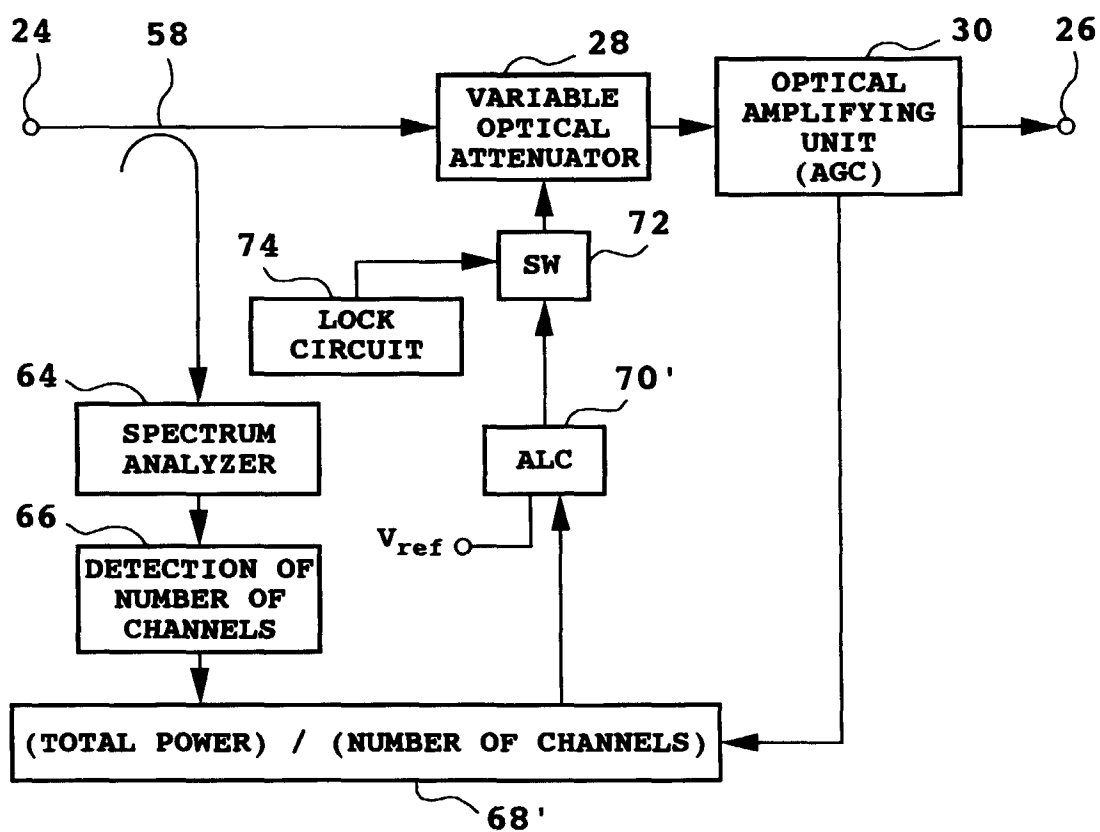 24
58
28
30
26
VARIABLE
OPTICAL
ATTENUATOR
OPTICAL
AMPLIFYING
UNIT
(AGC)
72
74
SW
LOCK
CIRCUIT
64
70'
SPECTRUM
ANALYZER
ALC
66
Vref
DETECTION OF
NUMBER OF
CHANNELS
(TOTAL POWER) / (NUMBER OF CHANNELS)
68'